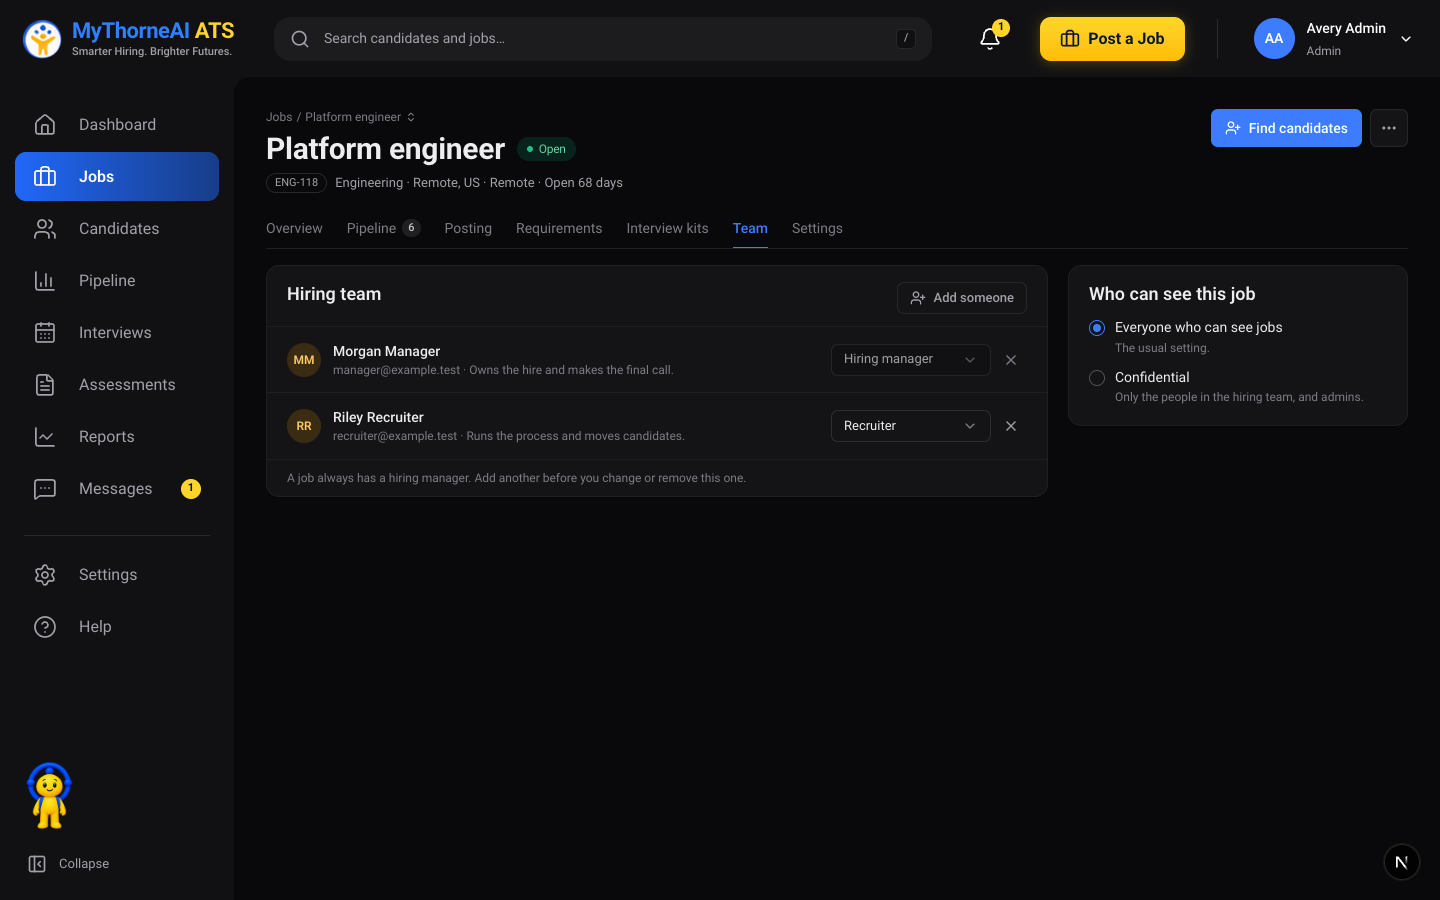 MyThorneAI ATS
Smarter Hiring. Brighter Futures.
Search candidates and jobs...
/
1
Post a Job
AA
Avery Admin
Admin
Dashboard
Jobs
Candidates
Pipeline
Interviews
Assessments
Reports
Messages
1
Settings
Help
Collapse
Jobs / Platform engineer
Platform engineer
Open
ENG-118
Engineering · Remote, US · Remote · Open 68 days
Find candidates
Overview
Pipeline 6
Posting
Requirements
Interview kits
Team
Settings
Hiring team
Add someone
MM
Morgan Manager
manager@example.test · Owns the hire and makes the final call.
Hiring manager
RR
Riley Recruiter
recruiter@example.test · Runs the process and moves candidates.
Recruiter
A job always has a hiring manager. Add another before you change or remove this one.
Who can see this job
Everyone who can see jobs
The usual setting.
Confidential
Only the people in the hiring team, and admins.
N